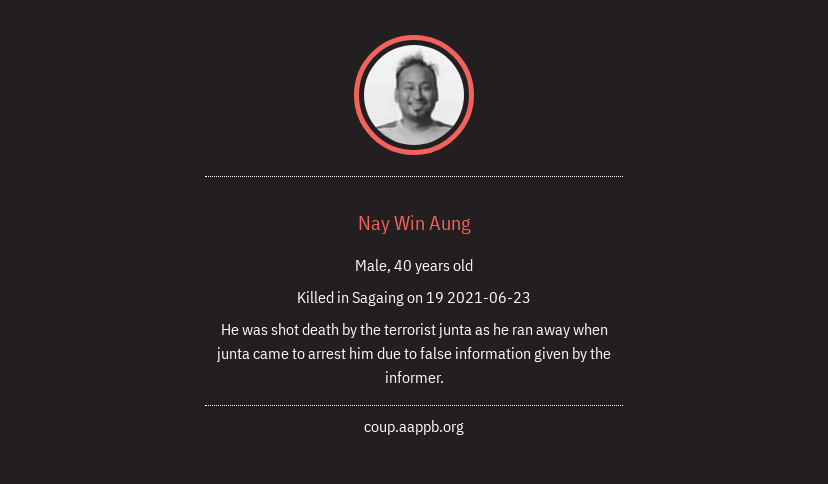 Nay Win Aung
Male, 40 years old
Killed in Sagaing on 19 2021-06-23
He was shot death by the terrorist junta as he ran away when
junta came to arrest him due to false information given by the
informer.
coup.aappb.org